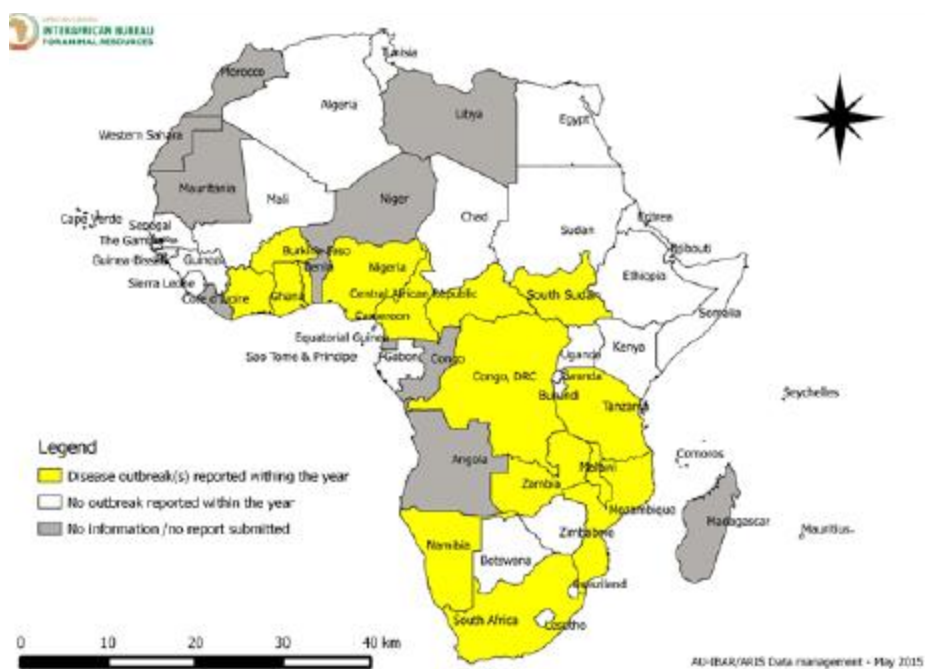 INTERAFRICAN BUREAU
FOR ANIMAL RESOURCES
Tunisia
Morocco
Algeria
Libya
Egypt
Western Sahara
Mauritania
Mali
Niger
Chad
Sudan
Eritrea
Cape Verde
Senegal
The Gambia
Guinea-Bissau
Guinea
Burkina Faso
Benin
Nigeria
Djibouti
Ethiopia
Sierra Leone
Cote d'Ivoire
Ghana
Central African Republic
South Sudan
Somalia
Cameroon
Equatorial Guinea
Sao Tome & Principe
Gabon
Congo
Congo, DRC
Uganda
Kenya
Rwanda
Burundi
Tanzania
Seychelles
Legend
Disease outbreak(s) reported withing the year
No outbreak reported within the year
No information /no report submitted
Angola
Zambia
Malawi
Comoros
Mozambique
Madagascar
Mauritius
Namibia
Zimbabwe
Botswana
Swaziland
South Africa
Lesotho
0 10 20 30 40 km
AU-IBAR/ARIS Data management - May 2015